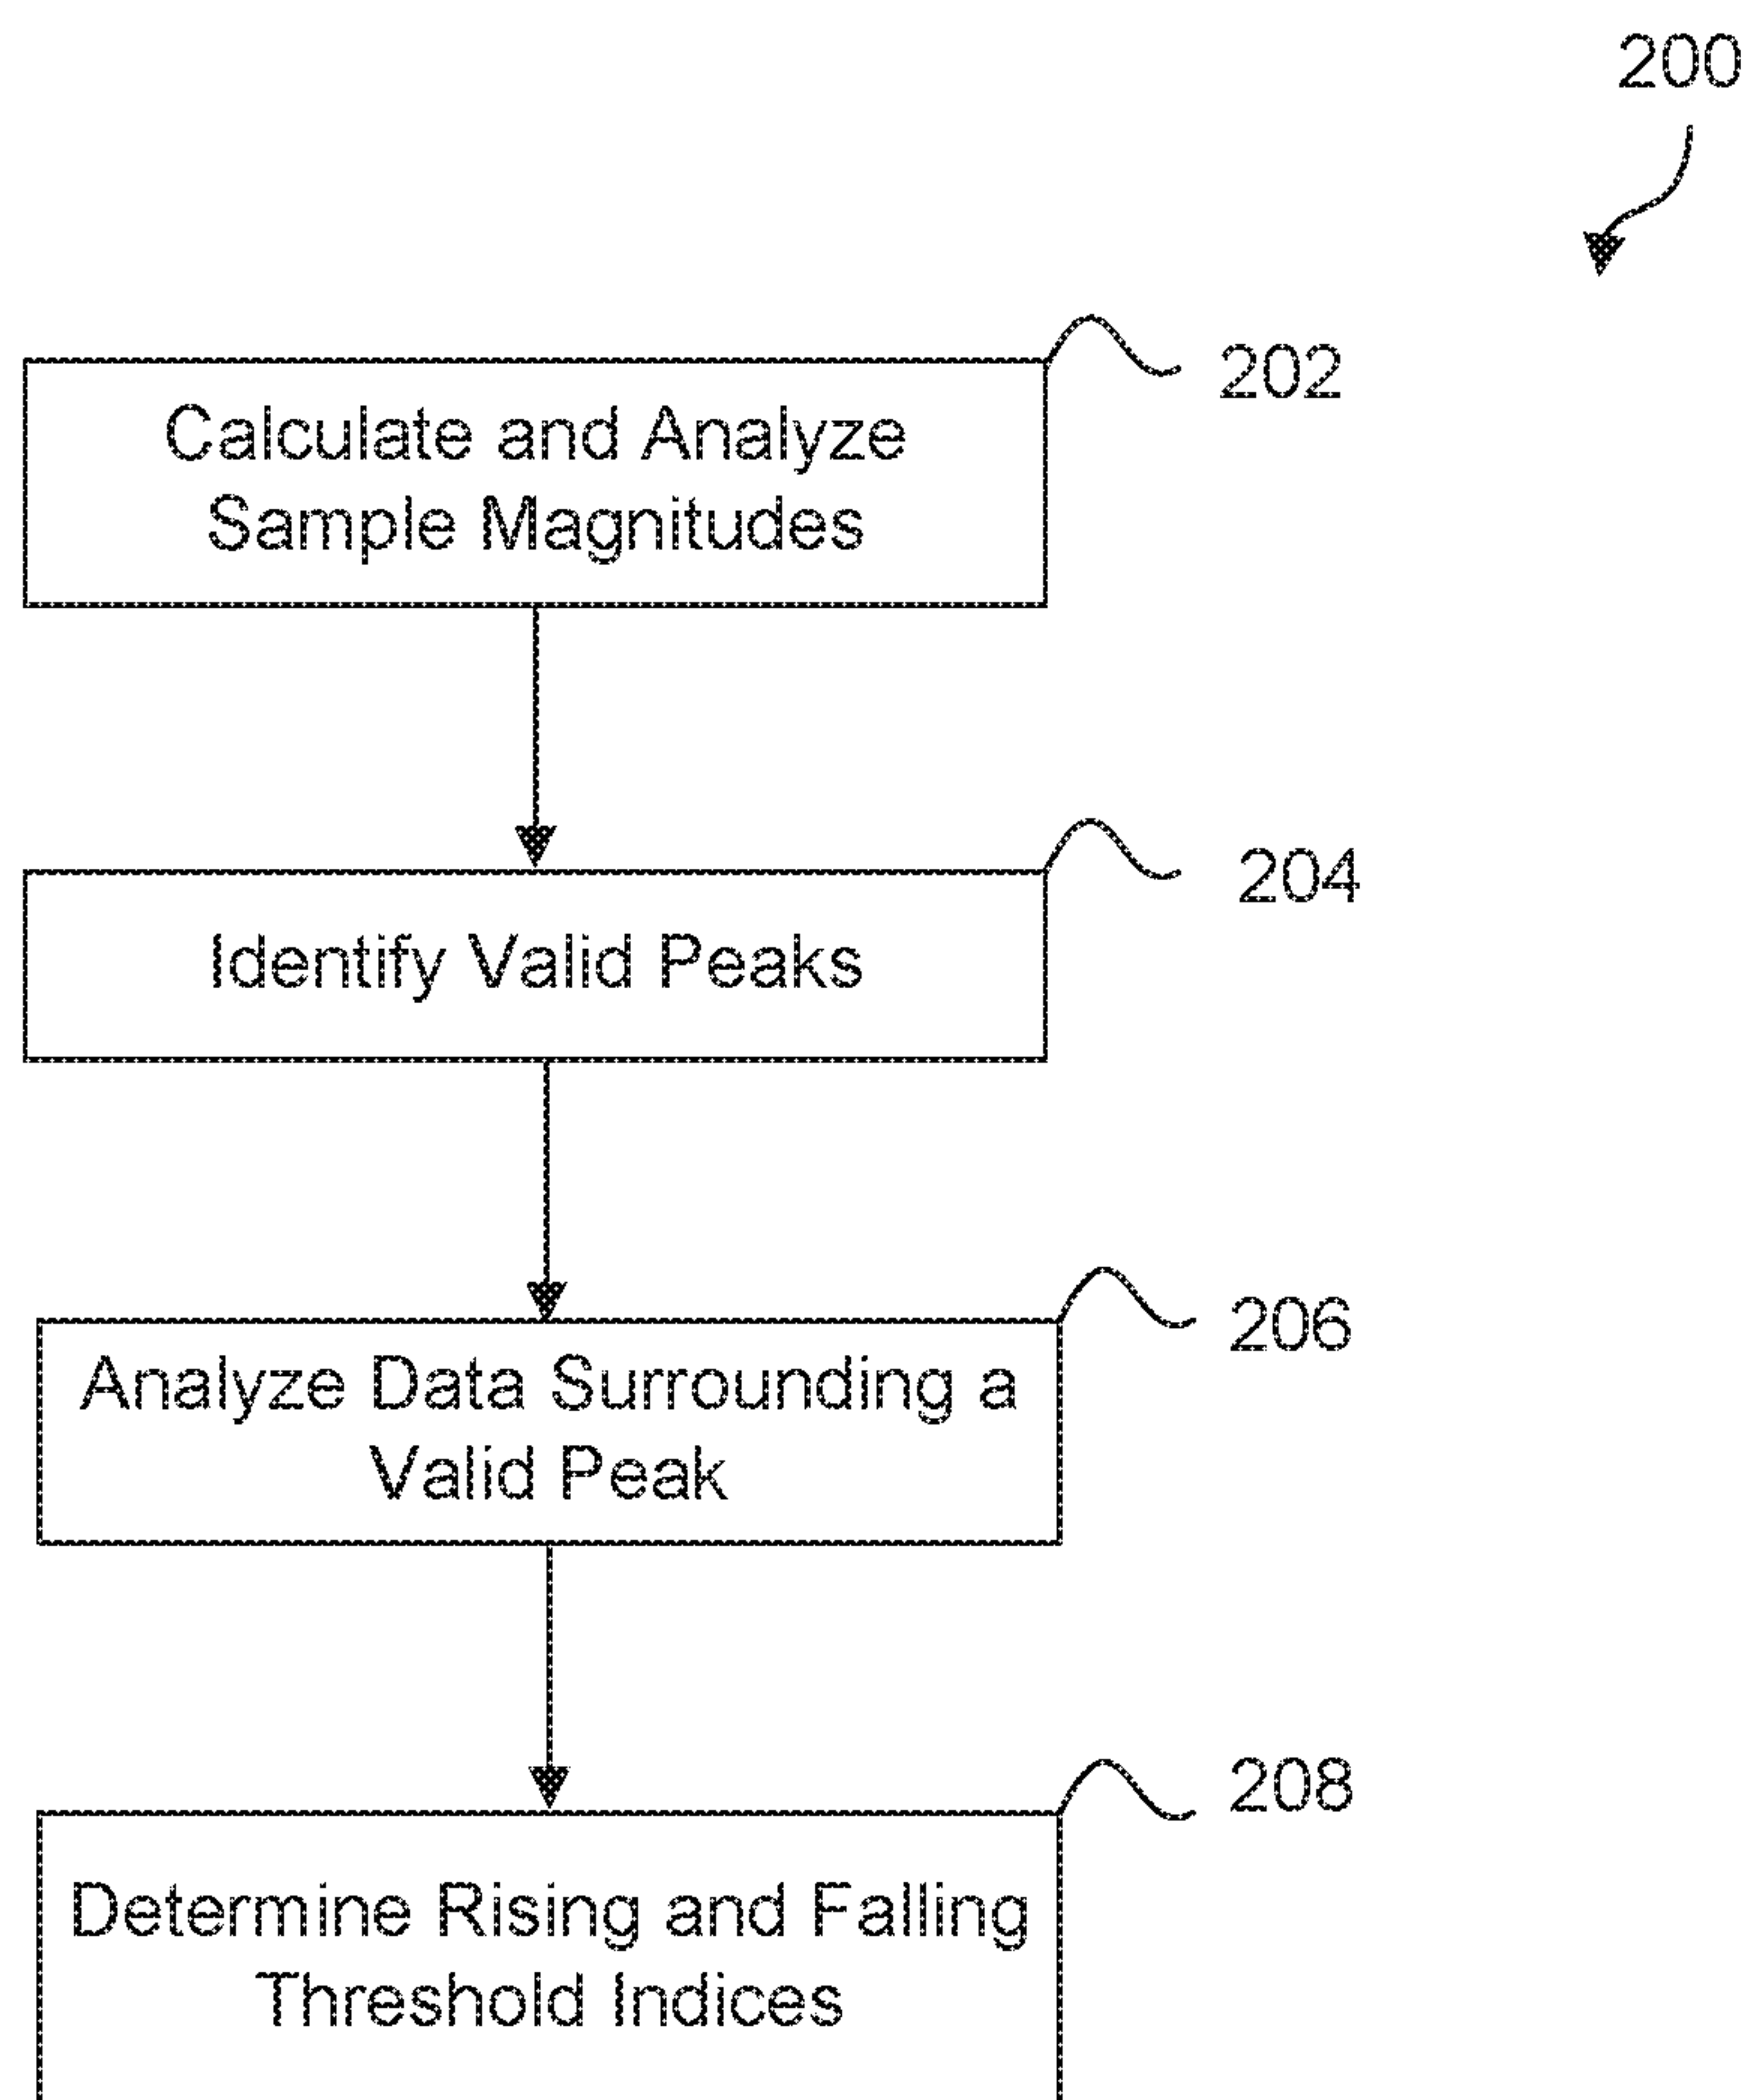 200
202
Calculate and Analyze
Sample Magnitudes
204
Identify Valid Peaks
206
Analyze Data Surrounding a
Valid Peak
208
Determine Rising and Falling
Threshold Indices